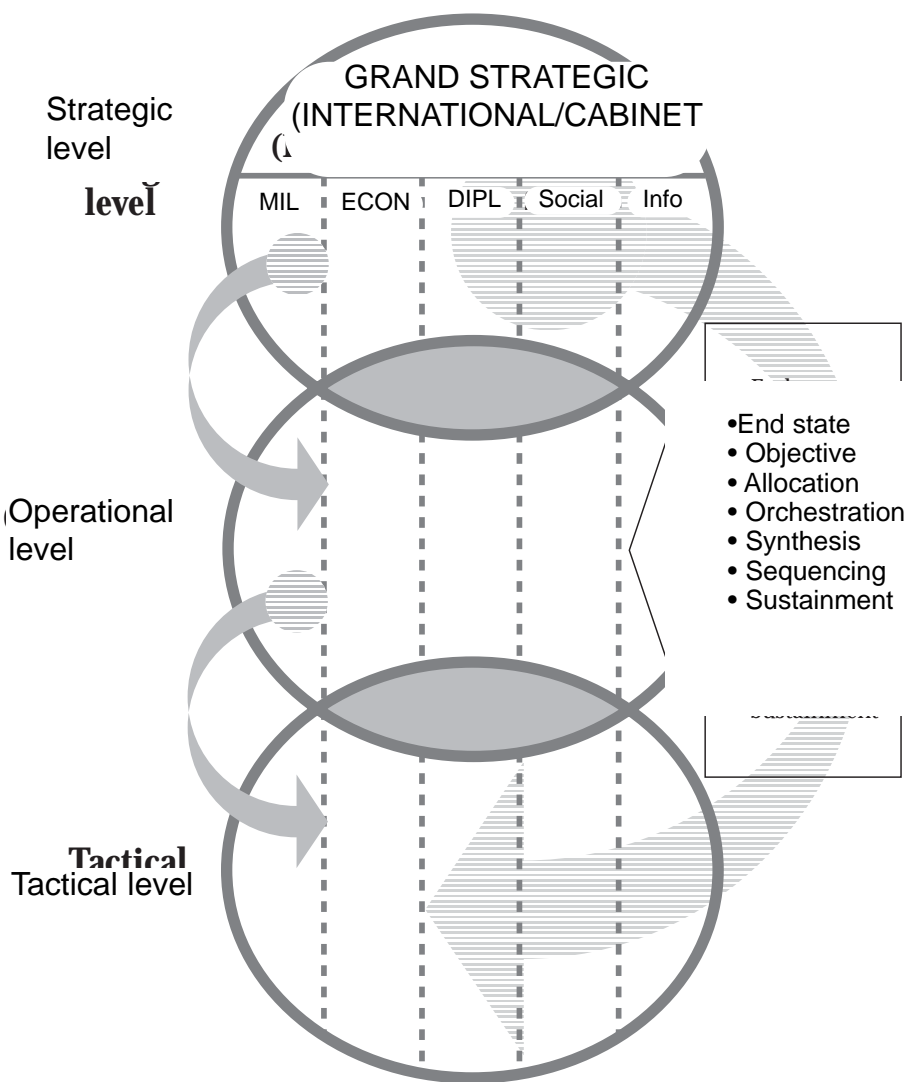 GRAND STRATEGIC
(INTERNATIONAL/CABINET
Strategic
level
level
MIL
ECON
DIPL
Social
Info
•End state
• Objective
• Allocation
• Orchestration
• Synthesis
• Sequencing
• Sustainment
Operational
level
Tactical
Tactical level